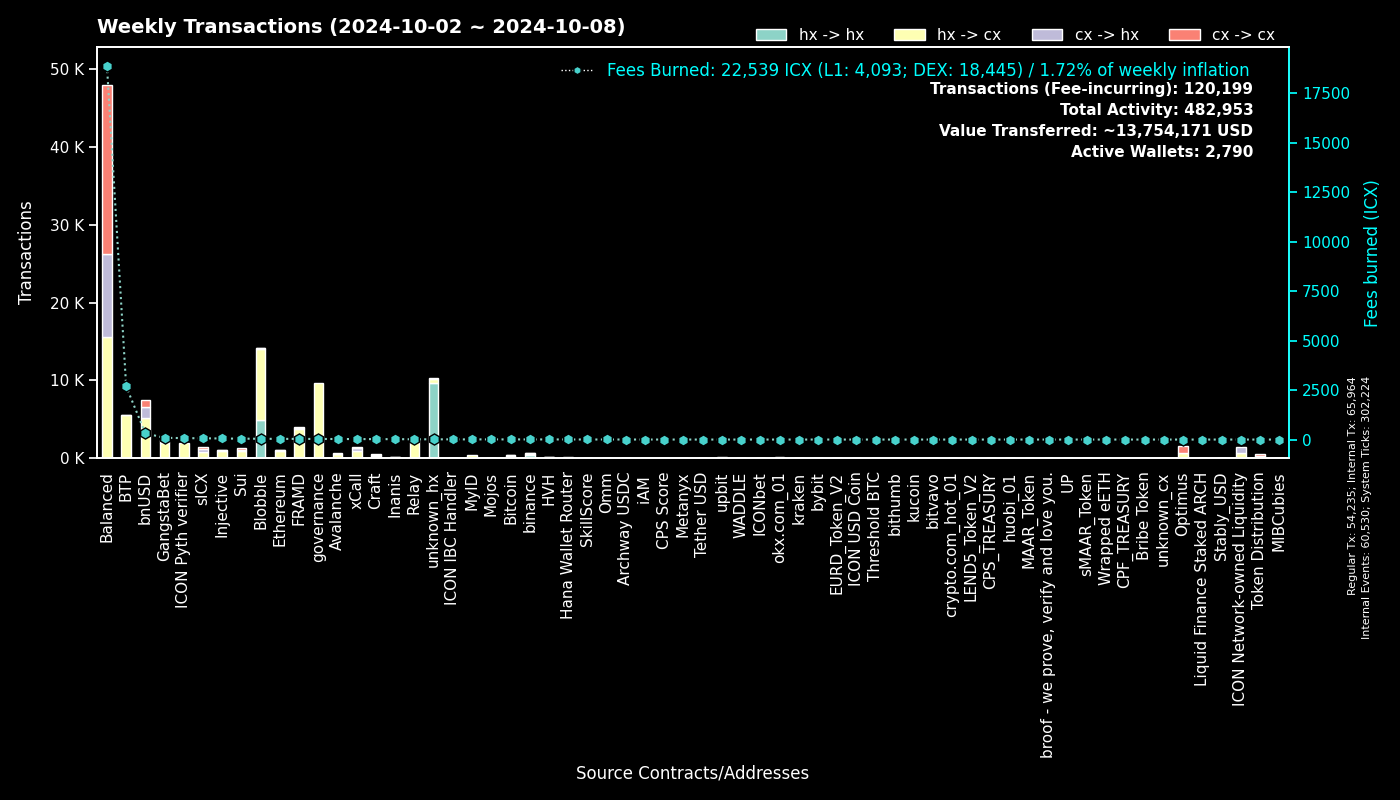 Weekly Transactions (2024-10-02 ~ 2024-10-08)
hx -> hx
hx -> cx
cx -> hx
cx -> cx
Fees Burned: 22,539 ICX (L1: 4,093; DEX: 18,445) / 1.72% of weekly inflation
Transactions (Fee-incurring): 120,199
Total Activity: 482,953
Value Transferred: ~13,754,171 USD
Active Wallets: 2,790
Transactions
50 K
40 K
30 K
20 K
10 K
0 K
17500
15000
12500
10000
7500
5000
2500
0
Fees burned (ICX)
Regular Tx: 54,235; Internal Tx: 65,964
Internal Events: 60,530; System Ticks: 302,224
Balanced
BTP
bnUSD
GangstaBet
ICON Pyth verifier
sICX
Injective
Sui
Blobble
Ethereum
FRAMD
governance
Avalanche
xCall
Craft
Inanis
Relay
unknown_hx
ICON IBC Handler
MyID
Mojos
Bitcoin
binance
HVH
Hana Wallet Router
SkillScore
Omm
Archway USDC
iAM
CPS Score
Metanyx
Tether USD
upbit
WADDLE
ICONbet
okx.com_01
kraken
bybit
EURD_Token_V2
ICON_USD_Coin
Threshold BTC
bithumb
kucoin
bitvavo
crypto.com_hot_01
LEND5_Token_V2
CPS_TREASURY
huobi_01
MAAR_Token
broof - we prove, verify and love you.
UP
sMAAR_Token
Wrapped eETH
CPF_TREASURY
Bribe Token
unknown_cx
Optimus
Liquid Finance Staked ARCH
Stably_USD
ICON Network-owned Liquidity
Token Distribution
MIBCubies
Source Contracts/Addresses